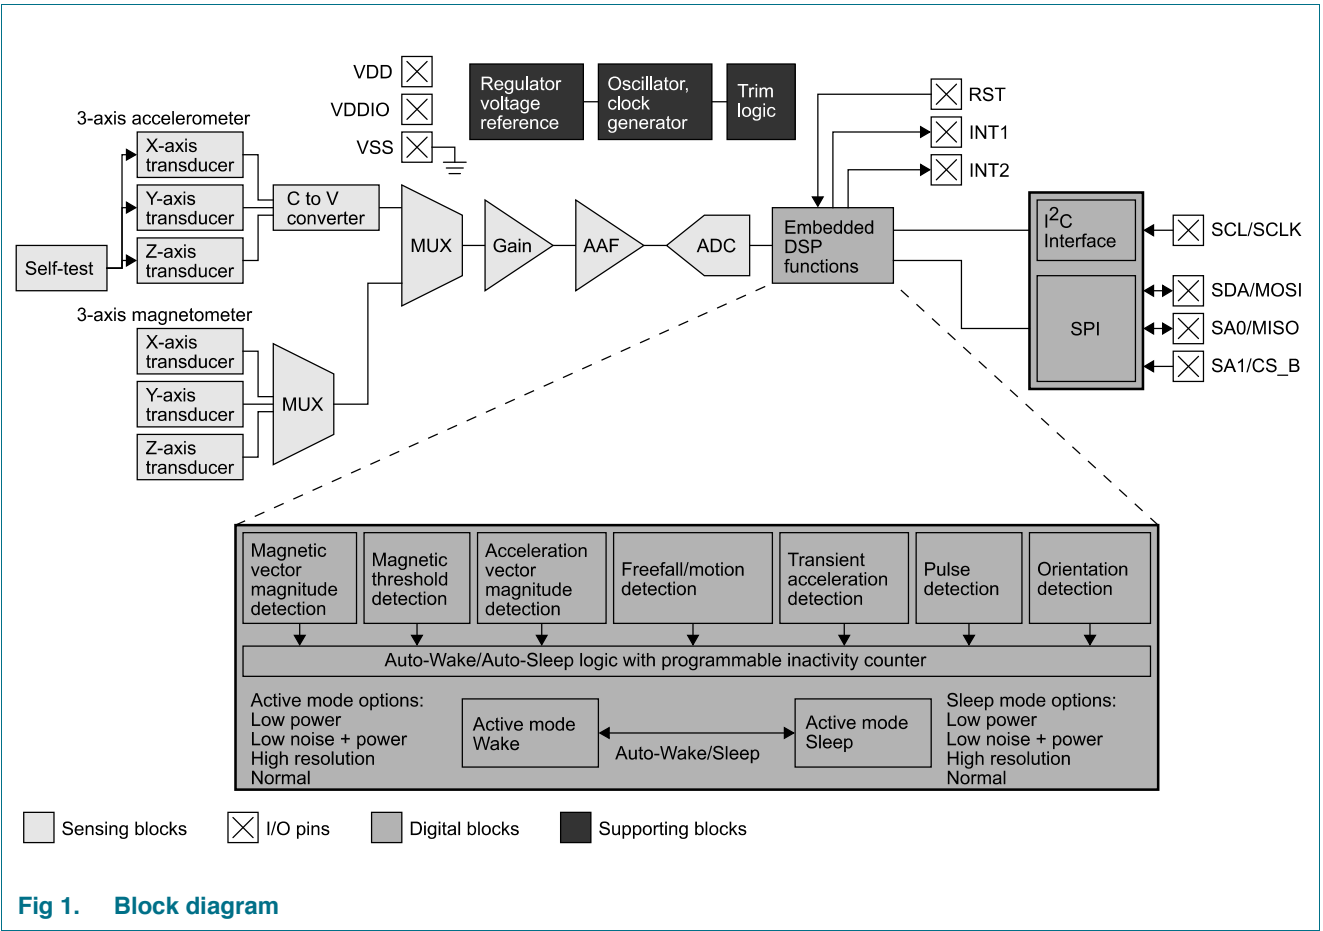 VDD
VDDIO
VSS
Regulator
voltage
reference
Oscillator,
clock
generator
Trim
logic
RST
INT1
INT2
3-axis accelerometer
X-axis
transducer
Y-axis
transducer
Z-axis
transducer
Self-test
C to V
converter
MUX
Gain
AAF
ADC
Embedded
DSP
functions
I2C
Interface
SPI
SCL/SCLK
SDA/MOSI
SA0/MISO
SA1/CS_B
3-axis magnetometer
X-axis
transducer
Y-axis
transducer
Z-axis
transducer
MUX
Magnetic
vector
magnitude
detection
Magnetic
threshold
detection
Acceleration
vector
magnitude
detection
Freefall/motion
detection
Transient
acceleration
detection
Pulse
detection
Orientation
detection
Auto-Wake/Auto-Sleep logic with programmable inactivity counter
Active mode options:
Low power
Low noise + power
High resolution
Normal
Active mode
Wake
Auto-Wake/Sleep
Active mode
Sleep
Sleep mode options:
Low power
Low noise + power
High resolution
Normal
Sensing blocks
I/O pins
Digital blocks
Supporting blocks
Fig 1. Block diagram